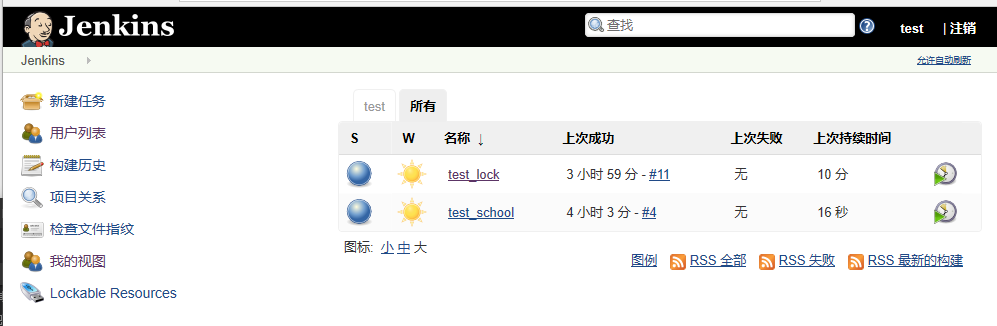 Jenkins
查找
test | 注销
Jenkins
允许自动刷新
新建任务
用户列表
构建历史
项目关系
检查文件指纹
我的视图
Lockable Resources
test 所有
S W 名称 ↓ 上次成功 上次失败 上次持续时间
test_lock 3 小时 59 分 - #11 无 10 分
test_school 4 小时 3 分 - #4 无 16 秒
图标: 小 中 大
图例 RSS 全部 RSS 失败 RSS 最新的构建